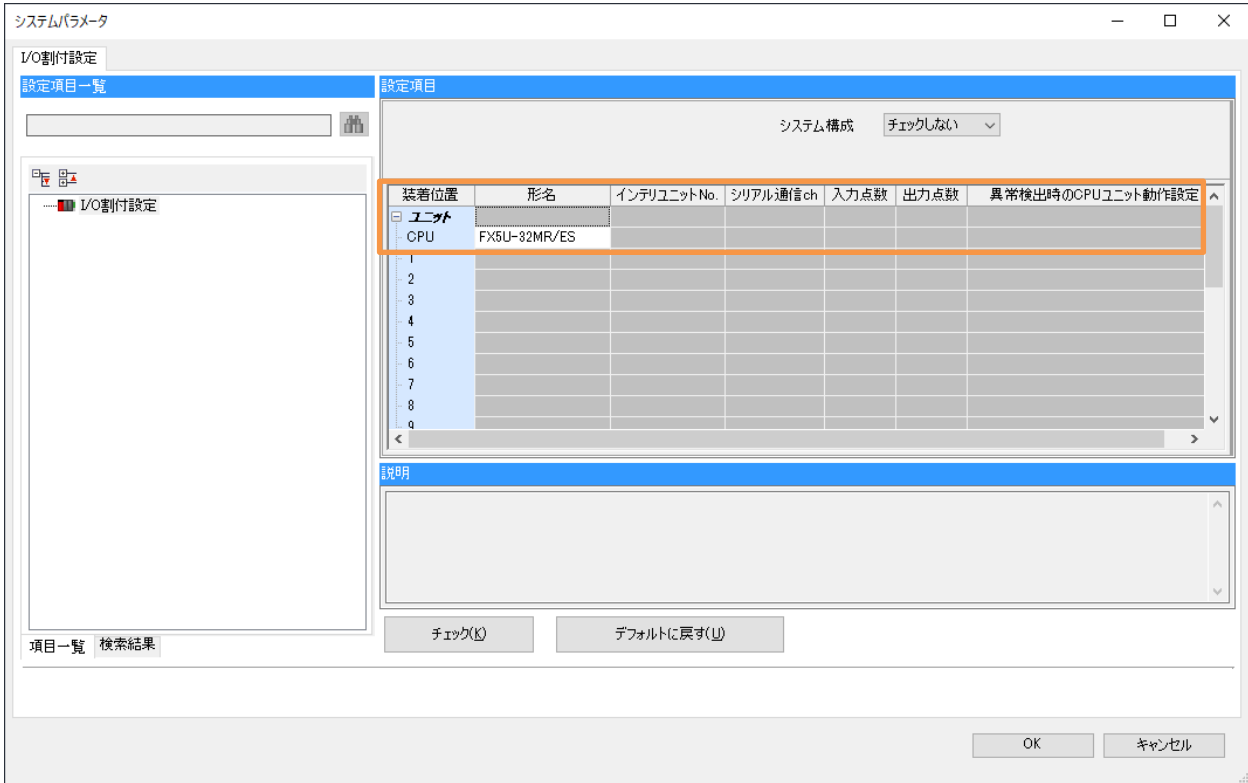 システムパラメータ
I/O割付設定
設定項目一覧
I/O割付設定
項目一覧 検索結果
設定項目
システム構成 チェックしない
装着位置 形名 インテリユニットNo. シリアル通信ch 入力点数 出力点数 異常検出時のCPUユニット動作設定
ユニット
CPU FX5U-32MR/ES
1
2
3
4
5
6
7
8
9
説明
チェック(K) デフォルトに戻す(U)
OK キャンセル